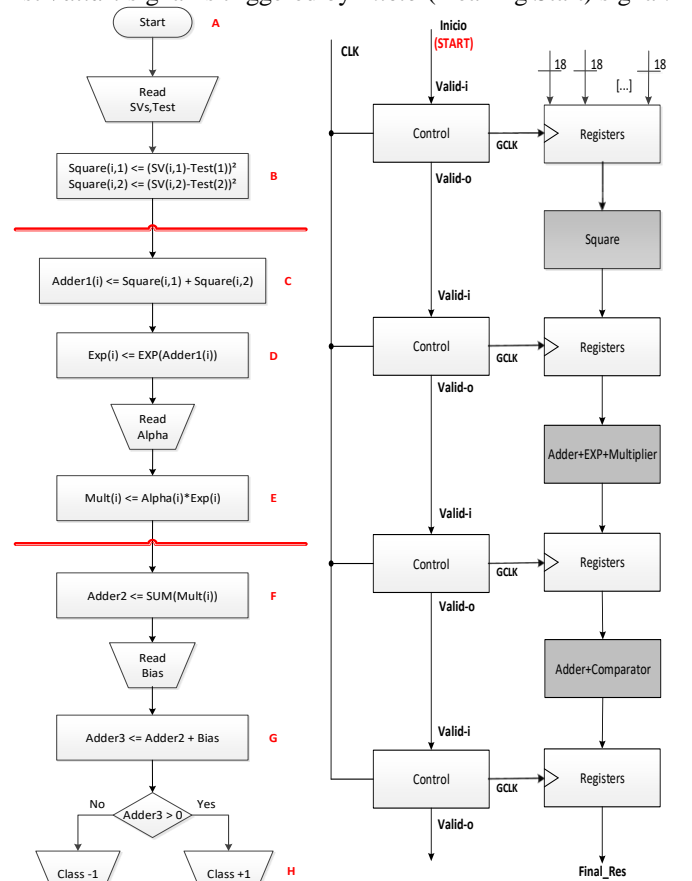 Start
A
Read
SVs,Test
Square(i,1) <= (SV(i,1)-Test(1))²
Square(i,2) <= (SV(i,2)-Test(2))²
B
Adder1(i) <= Square(i,1) + Square(i,2)
C
Exp(i) <= EXP(Adder1(i))
D
Read
Alpha
Mult(i) <= Alpha(i)*Exp(i)
E
Adder2 <= SUM(Mult(i))
F
Read
Bias
Adder3 <= Adder2 + Bias
G
No
Yes
Adder3 > 0
Class -1
Class +1
H
CLK
Inicio
(START)
Valid-i
Control
GCLK
Valid-o
18
18
18
[...]
Registers
Square
Valid-i
Control
GCLK
Valid-o
Registers
Adder+EXP+Multiplier
Valid-i
Control
GCLK
Valid-o
Registers
Adder+Comparator
Valid-i
Control
GCLK
Valid-o
Registers
Final_Res